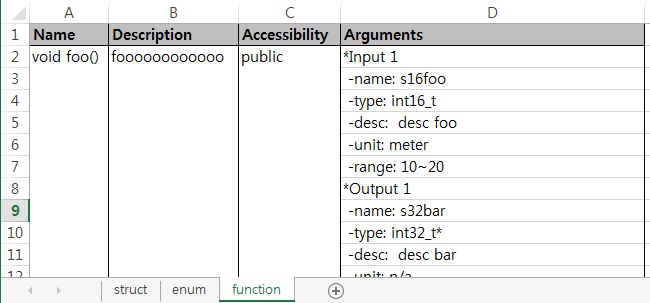 A B C D
1 Name Description Accessibility Arguments
2 void foo() foooooooooooo public *Input 1
3 -name: s16foo
4 -type: int16_t
5 -desc:  desc foo
6 -unit: meter
7 -range: 10~20
8 *Output 1
9 -name: s32bar
10 -type: int32_t*
11 -desc:  desc bar
12 -unit: n/a
struct enum function